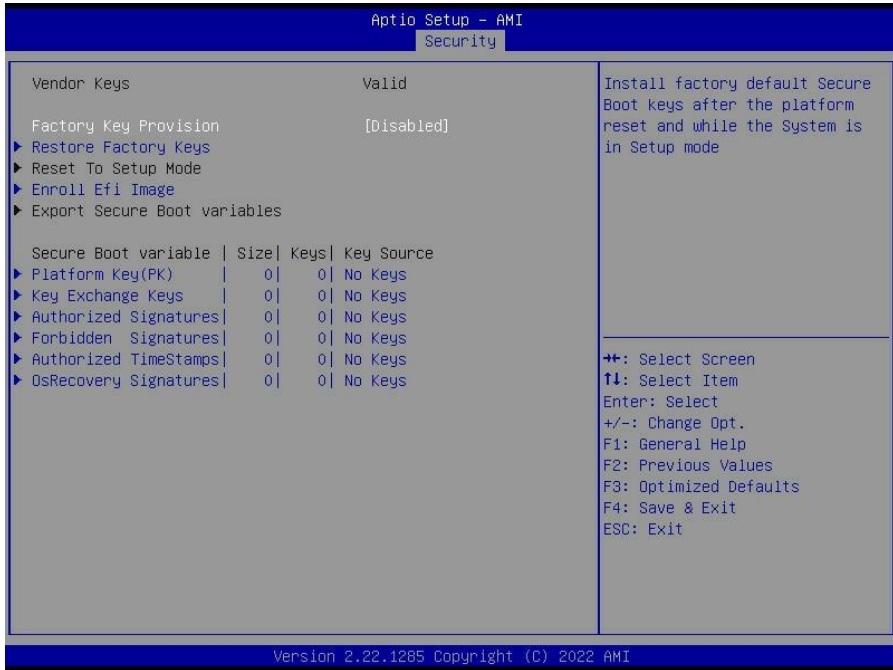 Aptio Setup - AMI
Security
Vendor Keys Valid
Factory Key Provision [Disabled]
Restore Factory Keys
Reset To Setup Mode
Enroll Efi Image
Export Secure Boot variables
Secure Boot variable | Size| Keys| Key Source
Platform Key(PK) | 0| 0| No Keys
Key Exchange Keys | 0| 0| No Keys
Authorized Signatures| 0| 0| No Keys
Forbidden Signatures| 0| 0| No Keys
Authorized TimeStamps| 0| 0| No Keys
OsRecovery Signatures| 0| 0| No Keys
Install factory default Secure
Boot keys after the platform
reset and while the System is
in Setup mode
→←: Select Screen
↑↓: Select Item
Enter: Select
+/-: Change Opt.
F1: General Help
F2: Previous Values
F3: Optimized Defaults
F4: Save & Exit
ESC: Exit
Version 2.22.1285 Copyright (C) 2022 AMI